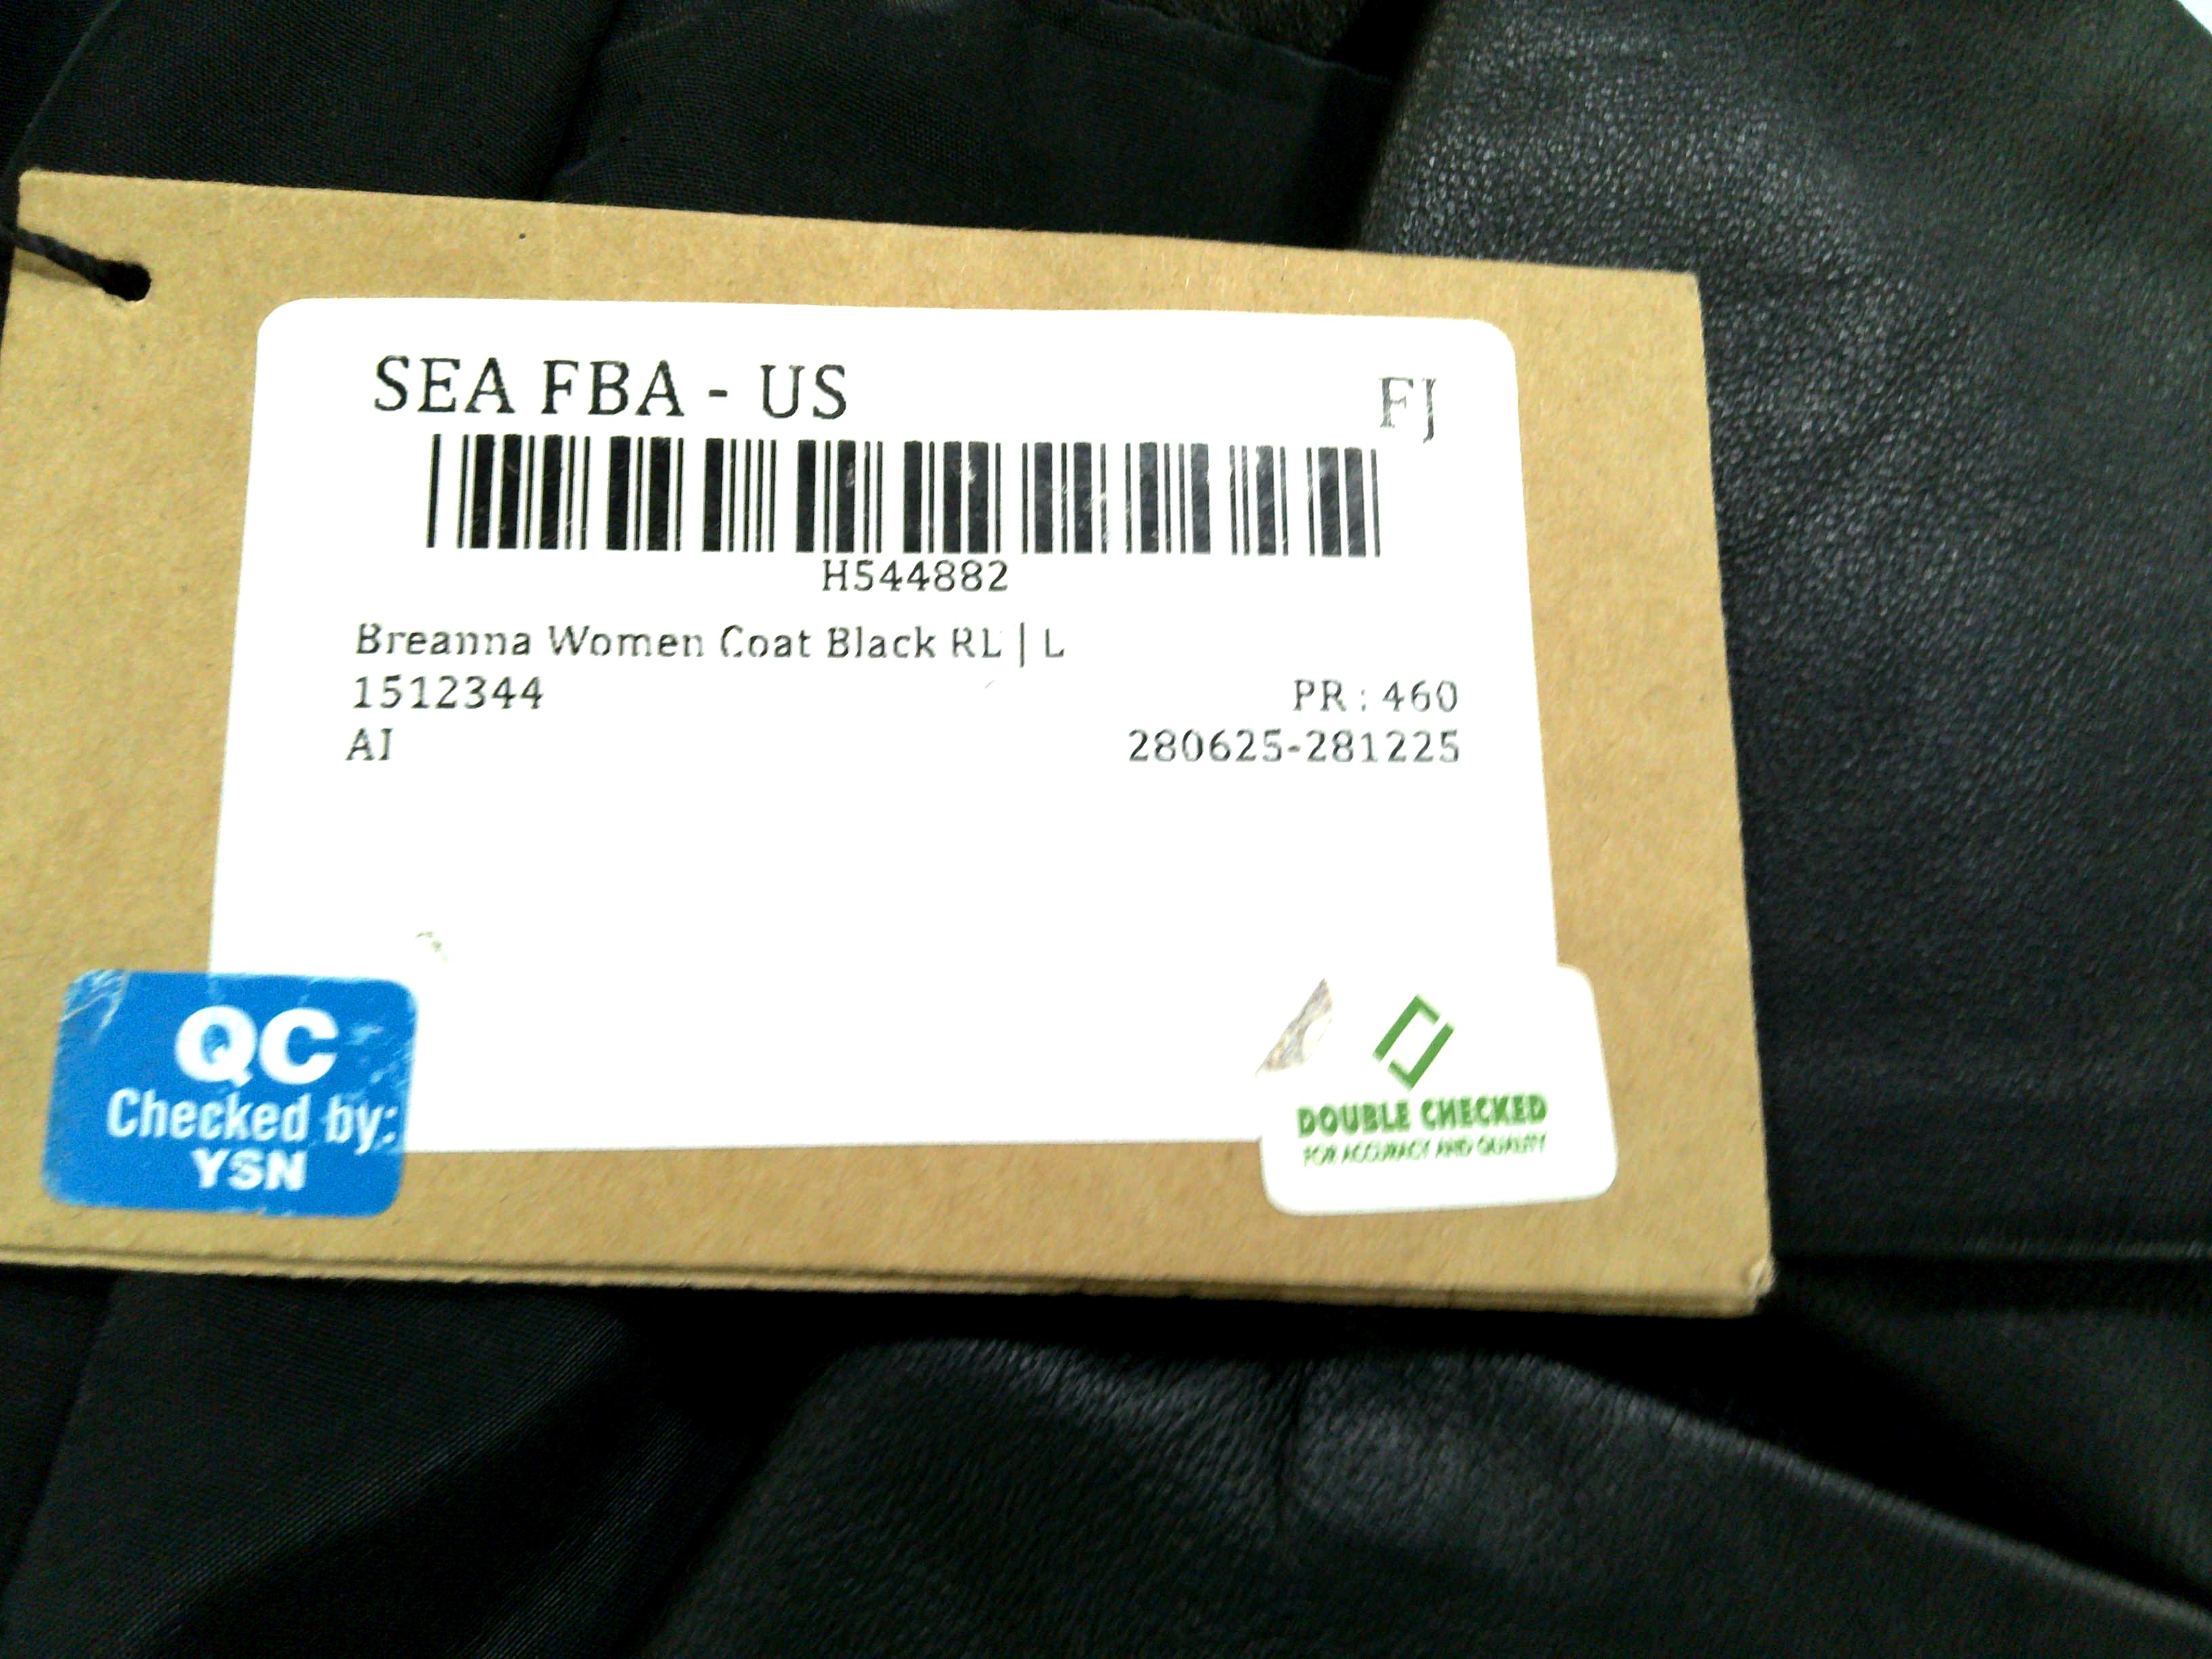 SEA FBA - US
FJ
H544882
Breanna Women Coat Black RL | L
1512344
PR : 460
AI
280625-281225
QC
Checked by:
YSN
DOUBLE CHECKED
FOR ACCURACY AND QUALITY